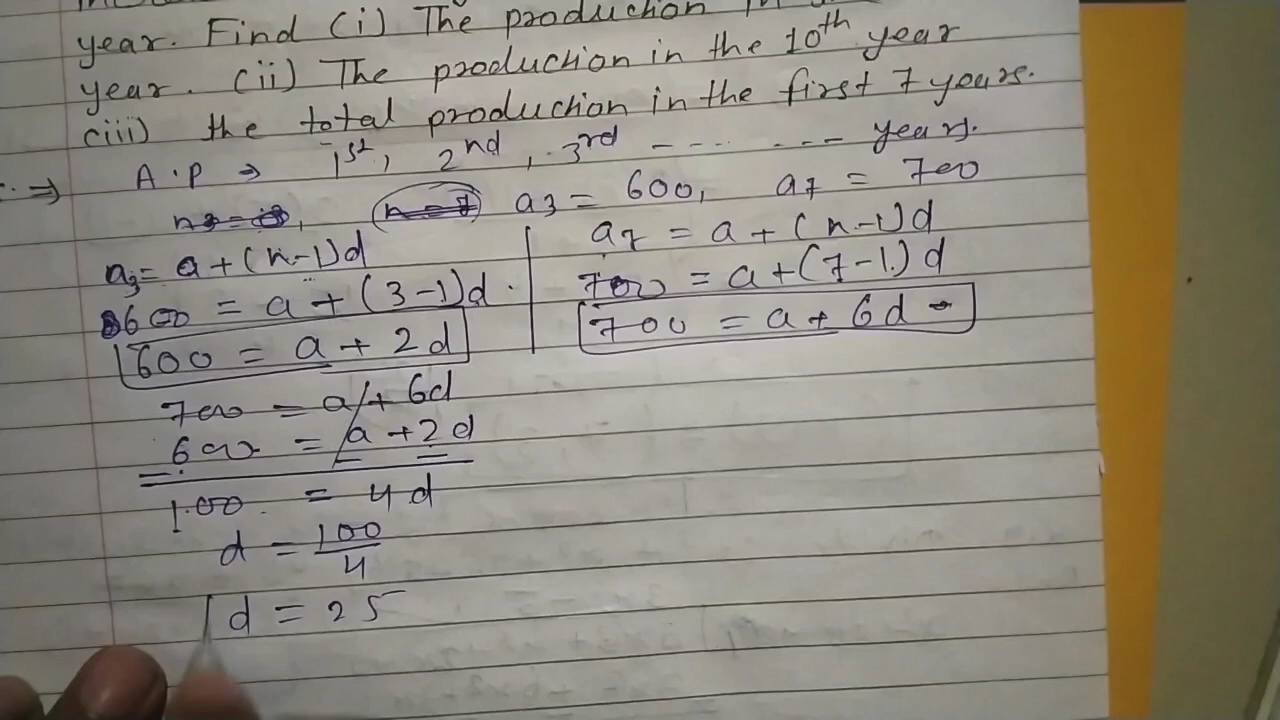 year. Find (i) The production
year. (ii) The production in the 10th year
(iii) the total production in the first 7 years.
∴ ⇒ A.P → 1st, 2nd, 3rd - - - - - - - years.
a3 = 600, a7 = 700
a3 = a + (n-1)d
a7 = a + (n-1)d
600 = a + (3-1)d
700 = a + (7-1)d
600 = a + 2d
700 = a + 6d -
700 = a + 6d
600 = a + 2d
100 = 4d
d = 100/4
d = 25